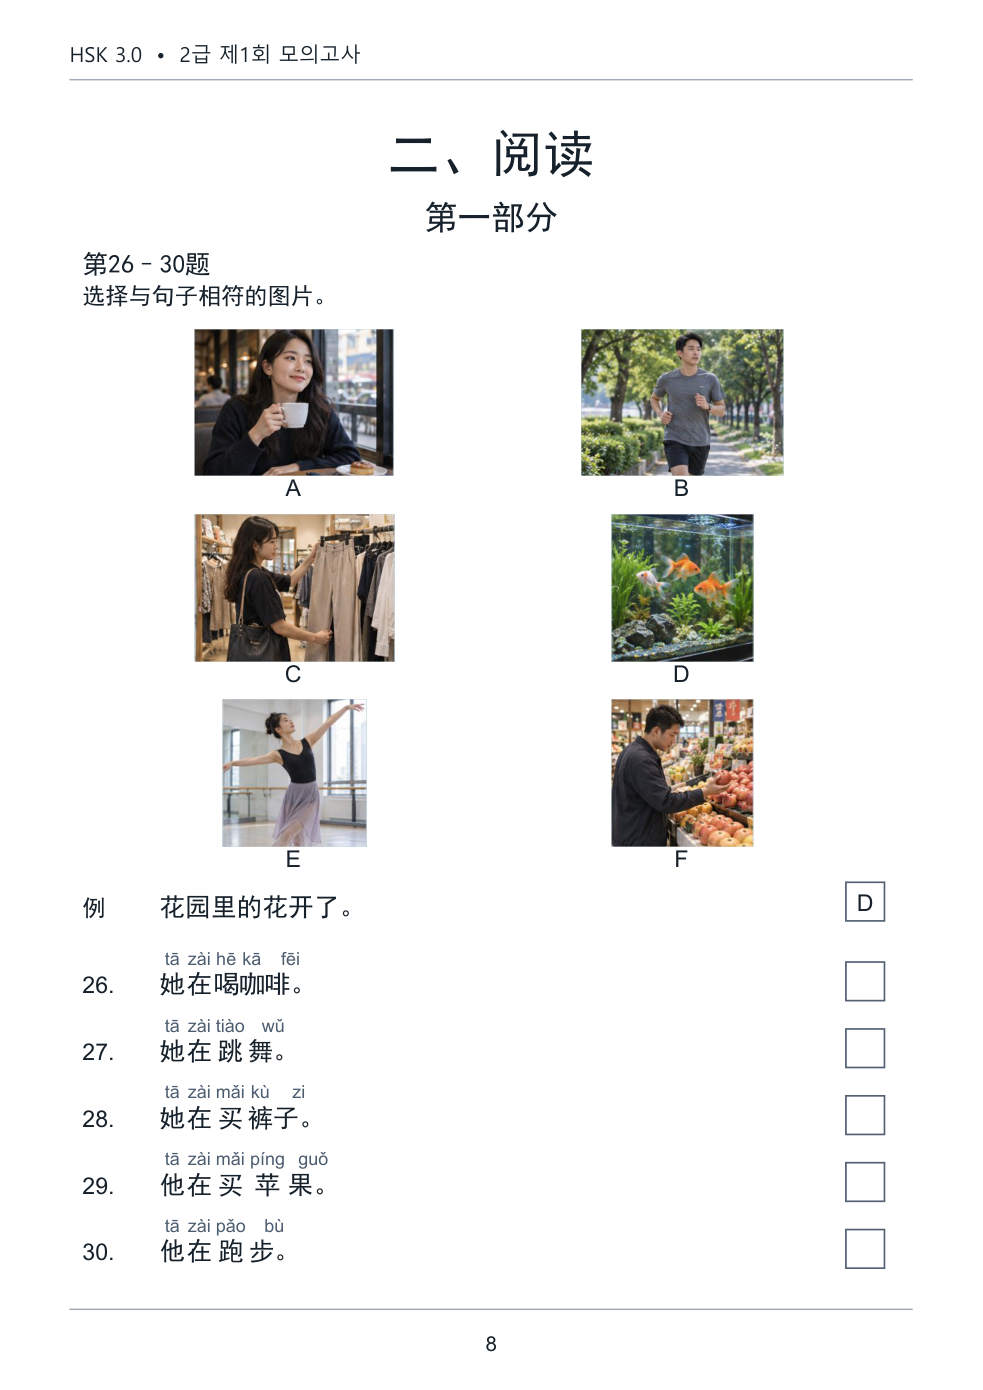 HSK 3.0 • 2급 제1회 모의고사
二、阅读
第一部分
第26 – 30题
选择与句子相符的图片。
A
B
C
D
E
F
例 花园里的花开了。 D
tā zài hē kā fēi
26. 她在喝咖啡。
tā zài tiào wǔ
27. 她在跳舞。
tā zài mǎi kù zi
28. 她在买裤子。
tā zài mǎi píng guǒ
29. 他在买苹果。
tā zài pǎo bù
30. 他在跑步。
8